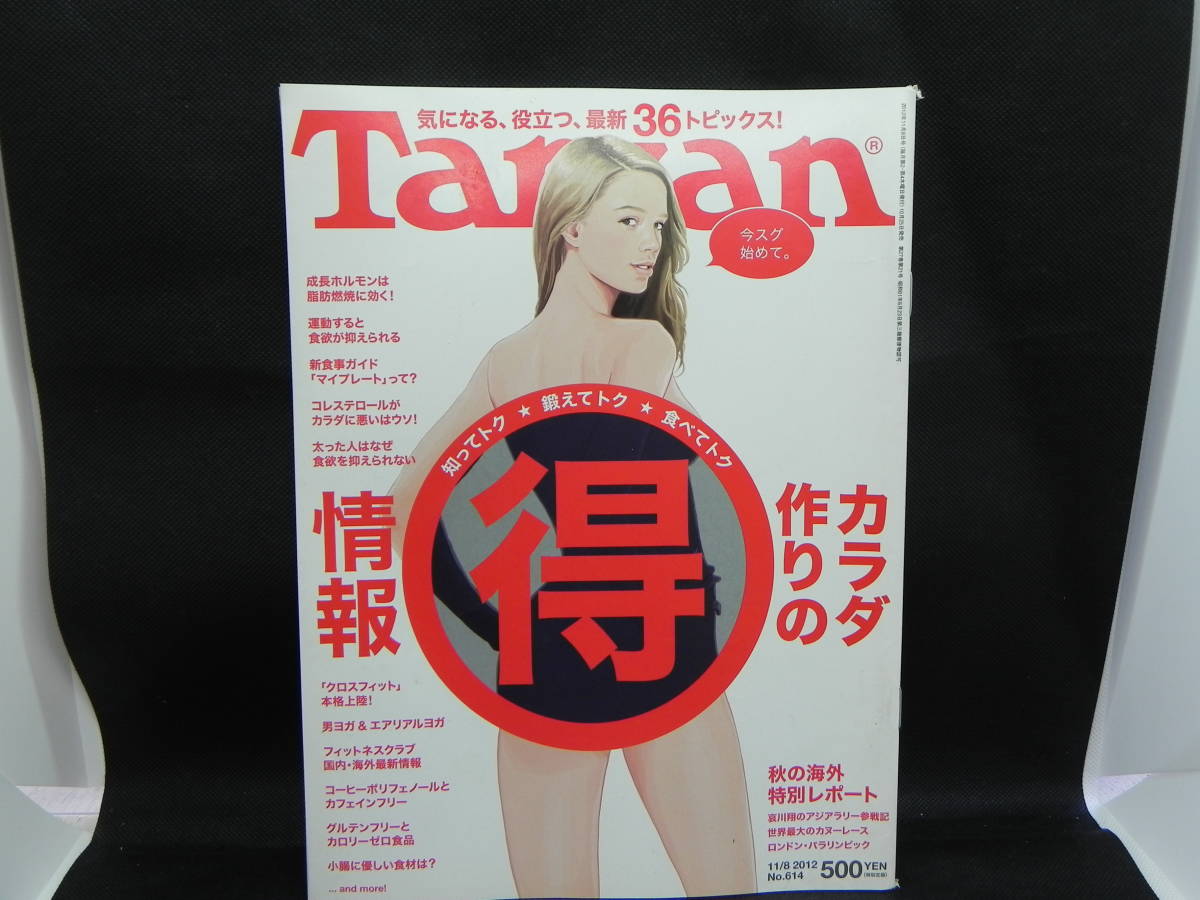 気になる、役立つ、最新36トピックス!
Tarzan®
今スグ
始めて。
成長ホルモンは
脂肪燃焼に効く!
運動すると
食欲が抑えられる
新食事ガイド
「マイプレート」って?
コレステロールが
カラダに悪いはウソ!
太った人はなぜ
食欲を抑えられない
知ってトク ★ 鍛えてトク ★ 食べてトク
カラダ
作りの
得
情報
「クロスフィット」
本格上陸!
男ヨガ & エアリアルヨガ
フィットネスクラブ
国内・海外最新情報
コーヒーポリフェノールと
カフェインフリー
グルテンフリーと
カロリーゼロ食品
小腸に優しい食材は?
... and more!
秋の海外
特別レポート
哀川翔のアジアラリー参戦記
世界最大のカヌーレース
ロンドン・パラリンピック
11/8 2012
No.614
500YEN